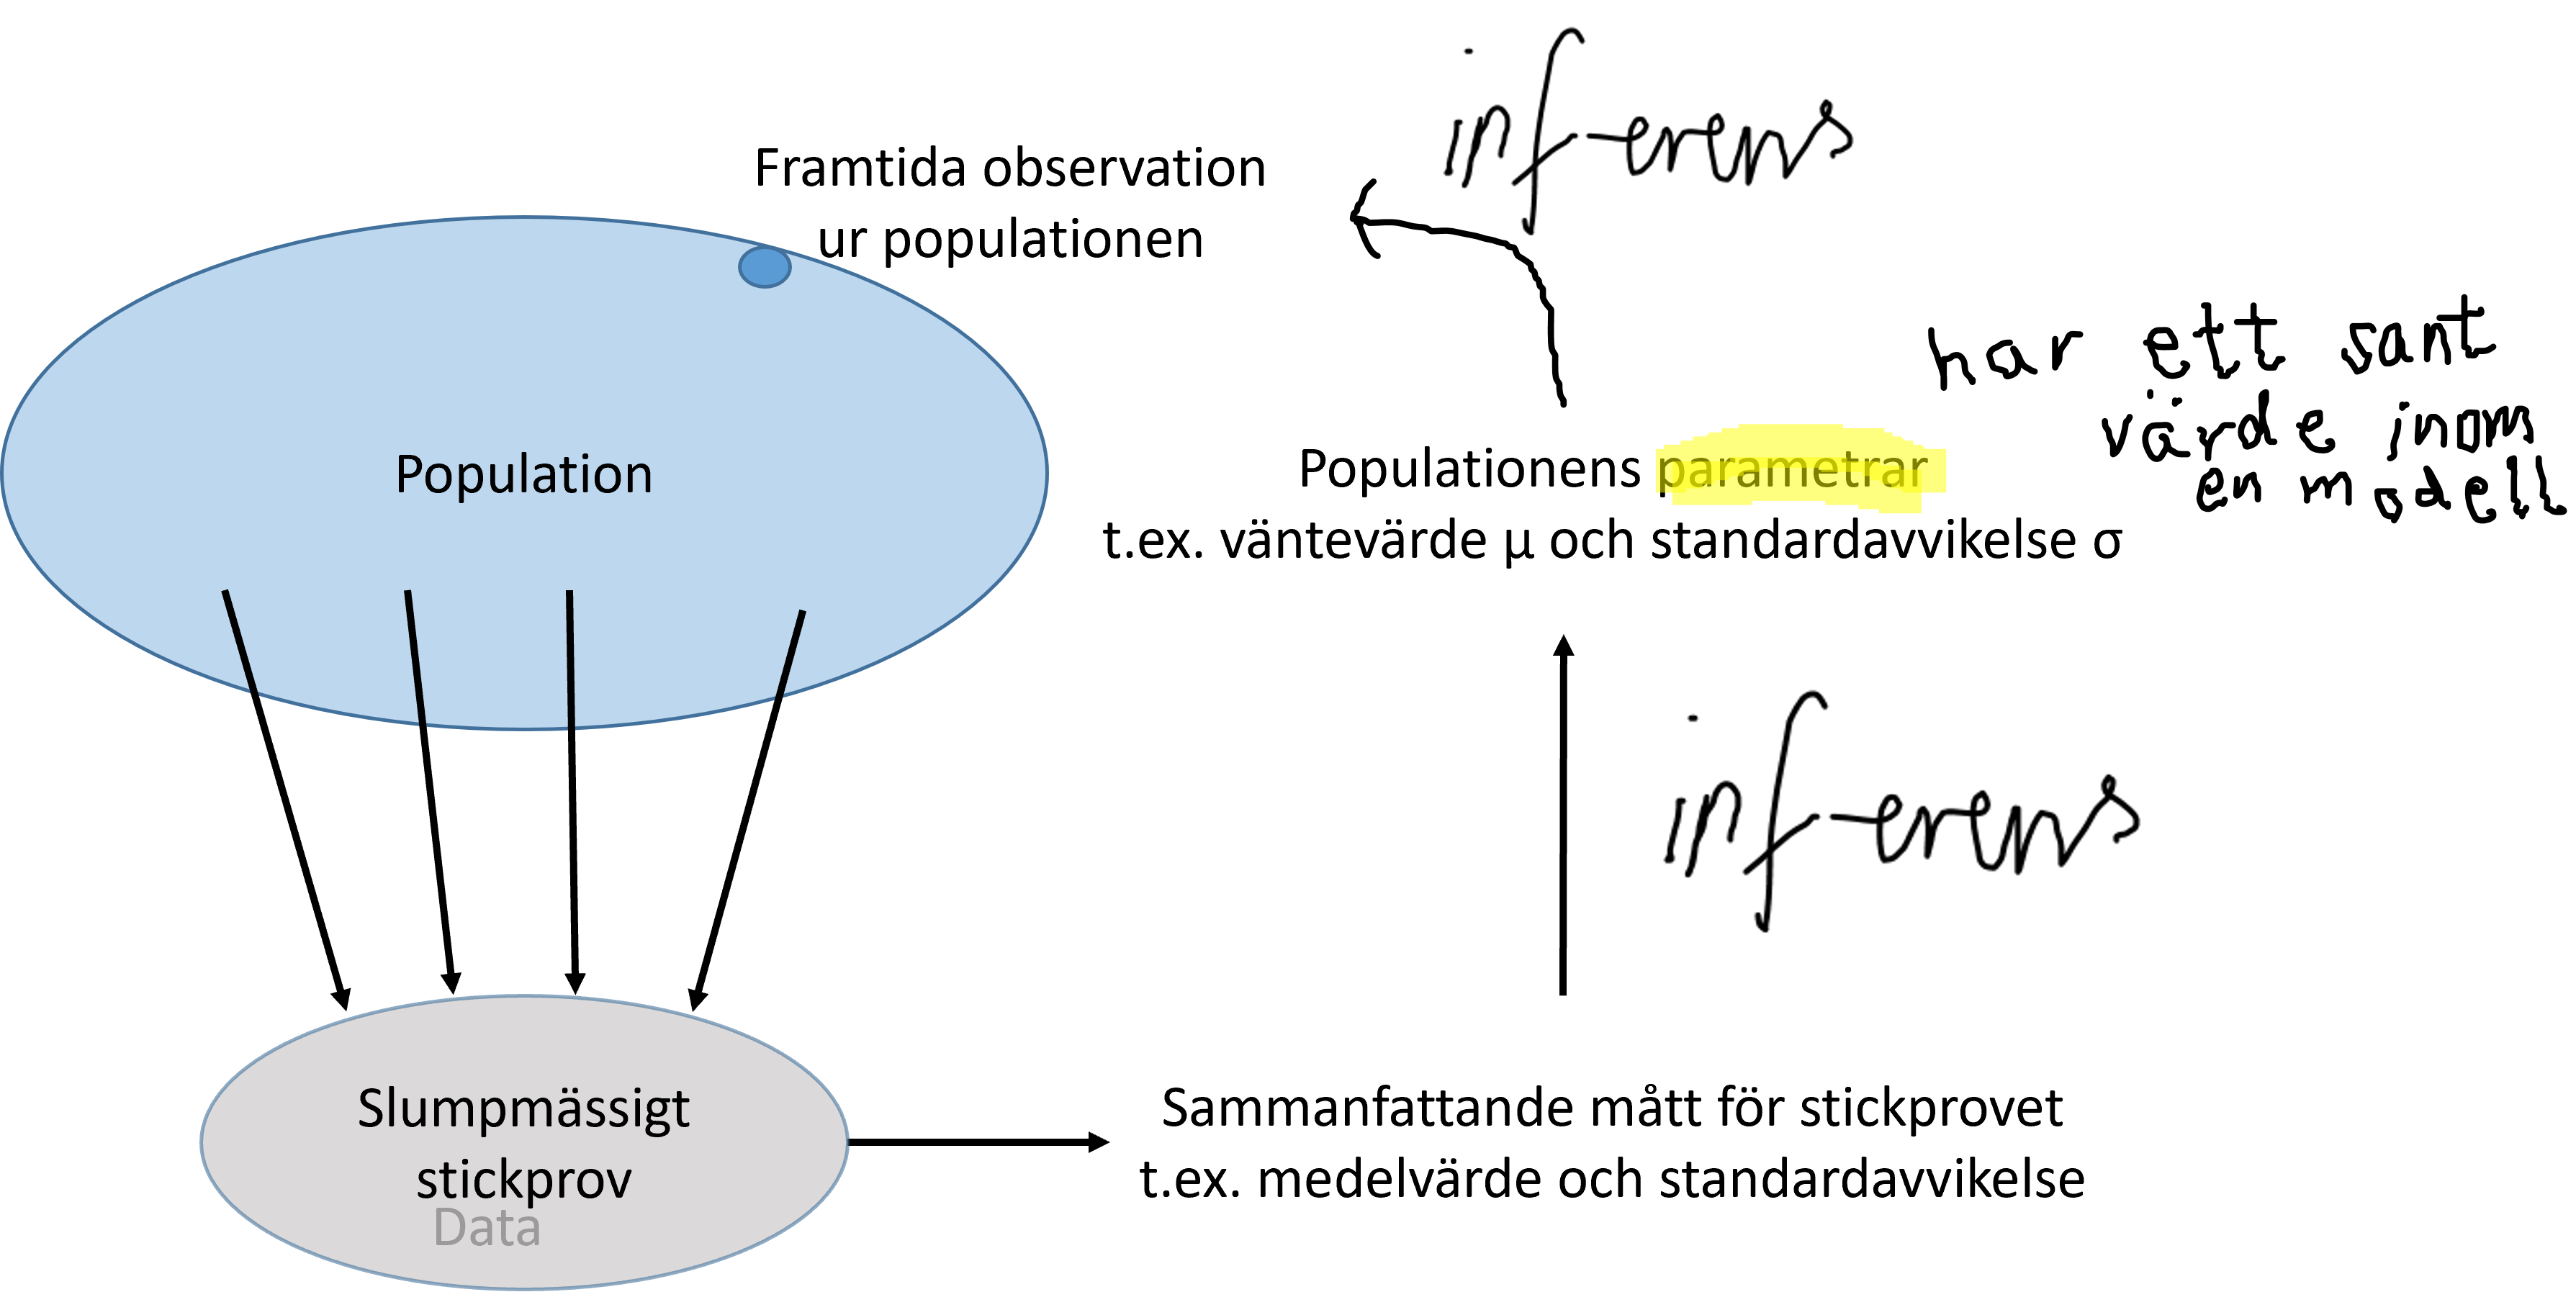 inferens
Framtida observation
ur populationen
har ett sant
värde inom
en modell
Population
Populationens parametrar
t.ex. väntevärde μ och standardavvikelse σ
inferens
Slumpmässigt
stickprov
Data
Sammanfattande mått för stickprovet
t.ex. medelvärde och standardavvikelse